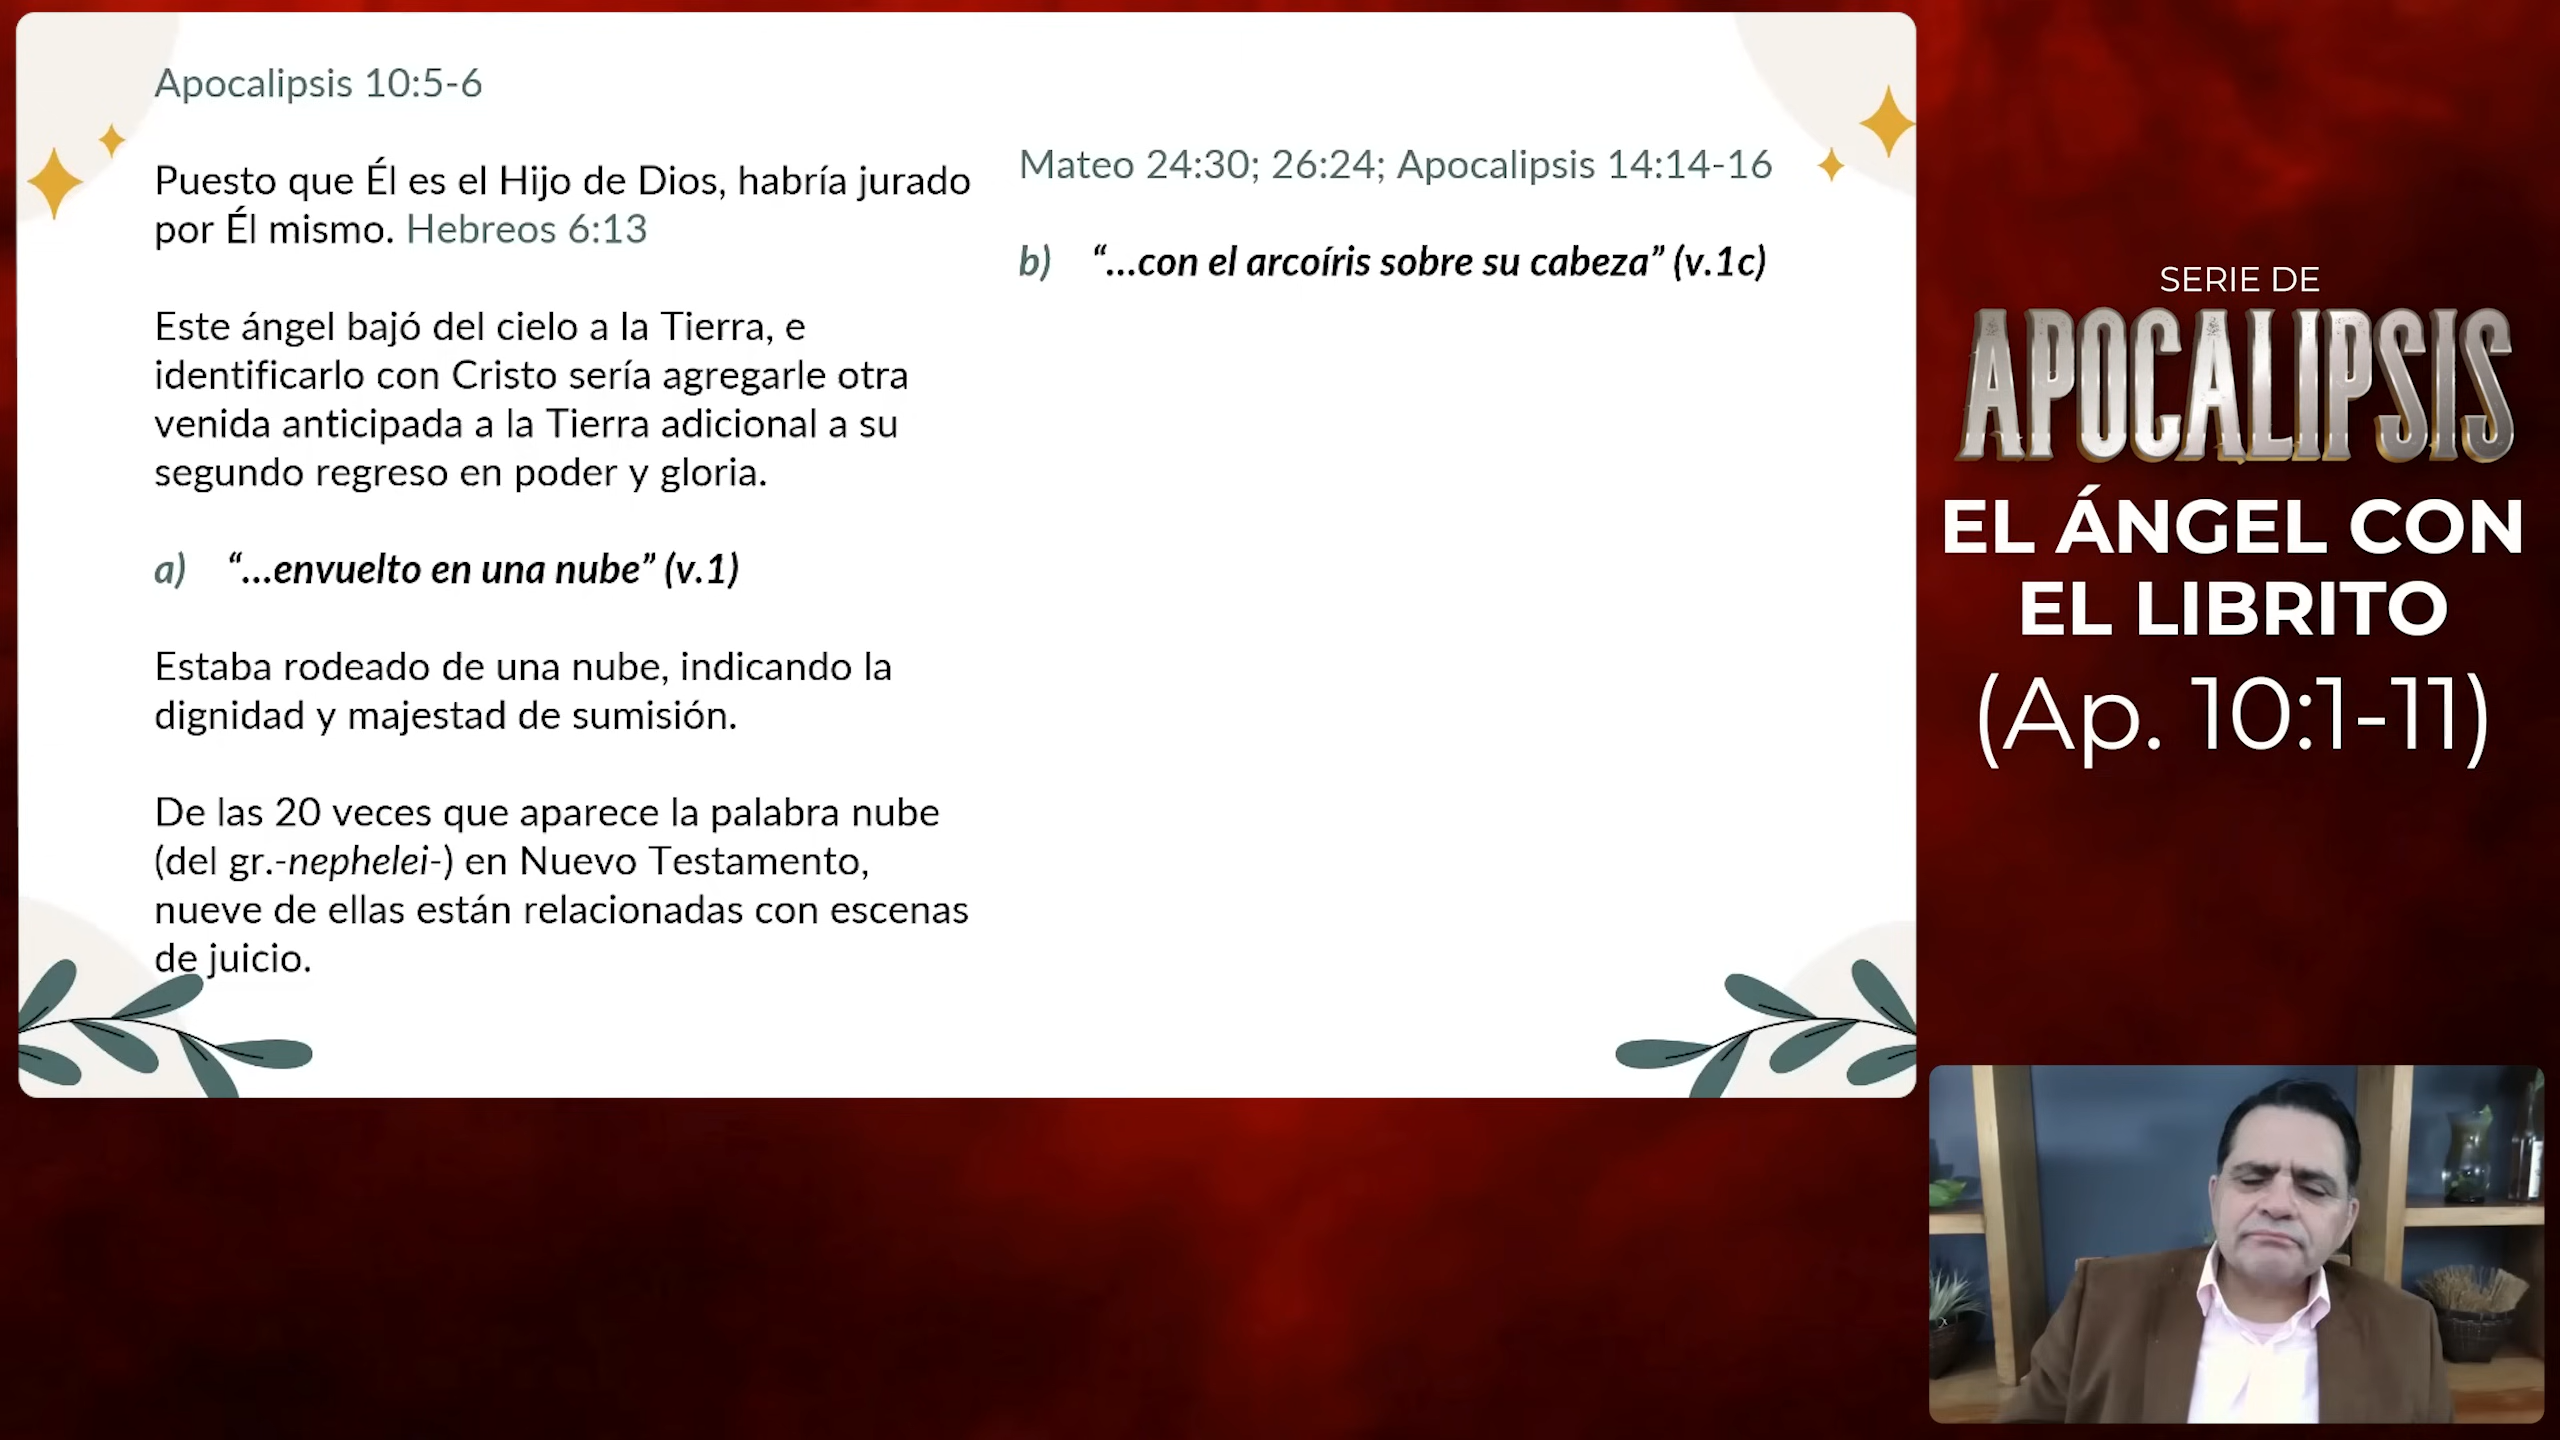 Apocalipsis 10:5-6
Puesto que Él es el Hijo de Dios, habría jurado
por Él mismo. Hebreos 6:13
Este ángel bajó del cielo a la Tierra, e
identificarlo con Cristo sería agregarle otra
venida anticipada a la Tierra adicional a su
segundo regreso en poder y gloria.
a) “...envuelto en una nube” (v.1)
Estaba rodeado de una nube, indicando la
dignidad y majestad de sumisión.
De las 20 veces que aparece la palabra nube
(del gr.-nephelei-) en Nuevo Testamento,
nueve de ellas están relacionadas con escenas
de juicio.
Mateo 24:30; 26:24; Apocalipsis 14:14-16
b) “...con el arcoíris sobre su cabeza” (v.1c)
SERIE DE
APOCALIPSIS
EL ÁNGEL CON
EL LIBRITO
(Ap. 10:1-11)